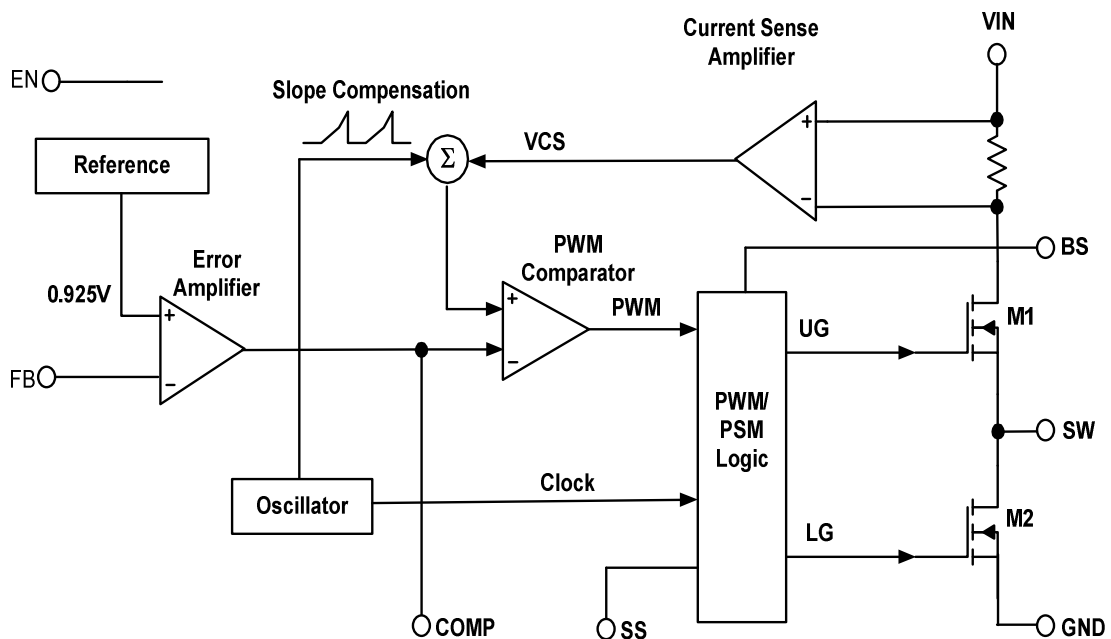 Current Sense
Amplifier
VIN
EN
Slope Compensation
+
VCS
Σ
Reference
−
BS
PWM
Comparator
Error
Amplifier
0.925V
+
PWM
+
M1
UG
−
FB
−
PWM/
PSM
Logic
SW
Clock
Oscillator
M2
LG
COMP
SS
GND